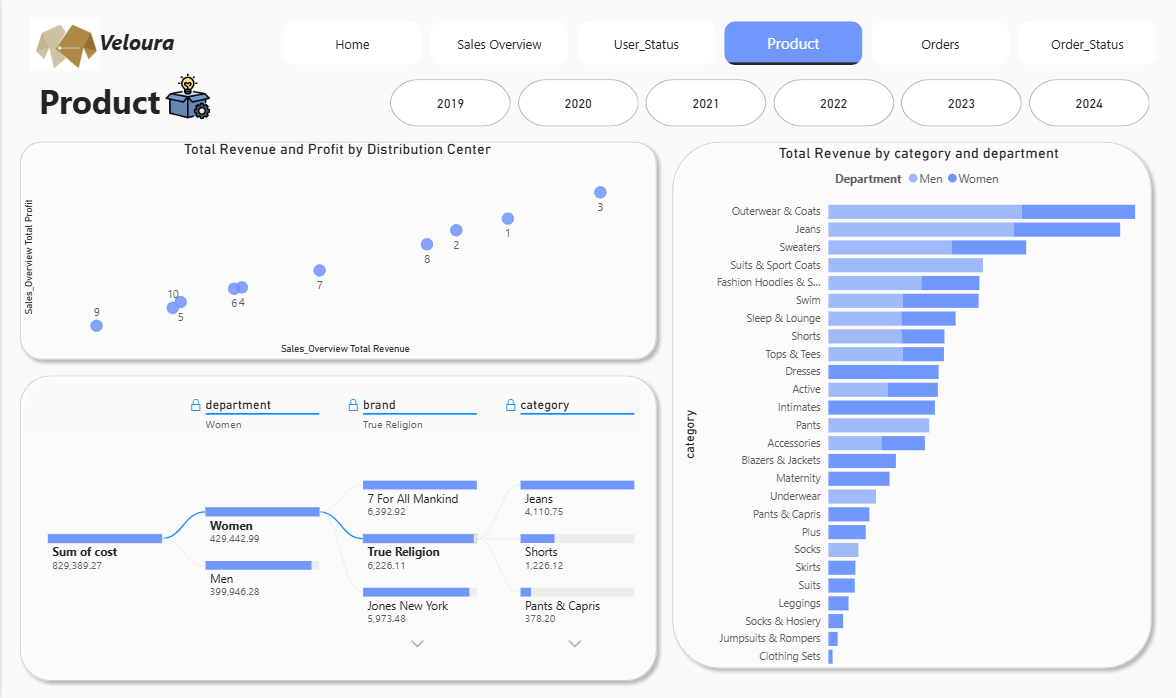 Veloura
Home
Sales Overview
User_Status
Product
Orders
Order_Status
Product
2019
2020
2021
2022
2023
2024
Total Revenue and Profit by Distribution Center
Sales_Overview Total Profit
3
1
2
8
7
6 4
10
5
9
Sales_Overview Total Revenue
department
Women
brand
True Religion
category
Sum of cost
829,389.27
Women
429,442.99
Men
399,946.28
7 For All Mankind
6,392.92
True Religion
6,226.11
Jones New York
5,973.48
Jeans
4,110.75
Shorts
1,226.12
Pants & Capris
378.20
Total Revenue by category and department
Department Men Women
category
Outerwear & Coats
Jeans
Sweaters
Suits & Sport Coats
Fashion Hoodies & S...
Swim
Sleep & Lounge
Shorts
Tops & Tees
Dresses
Active
Intimates
Pants
Accessories
Blazers & Jackets
Maternity
Underwear
Pants & Capris
Plus
Socks
Skirts
Suits
Leggings
Socks & Hosiery
Jumpsuits & Rompers
Clothing Sets